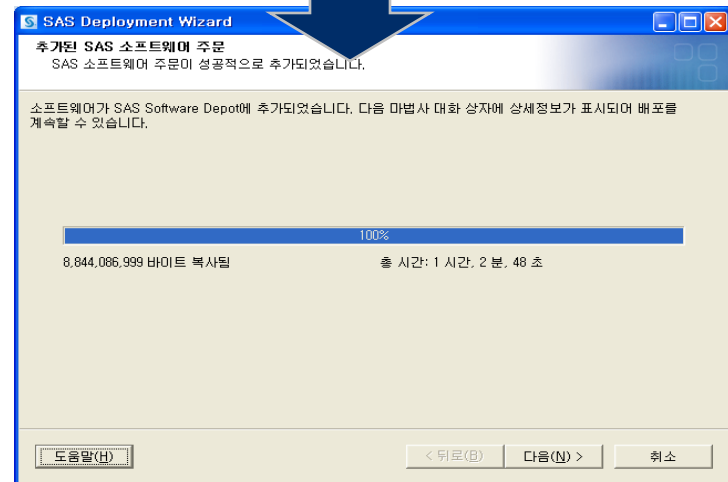 SAS Deployment Wizard
추가된 SAS 소프트웨어 주문
SAS 소프트웨어 주문이 성공적으로 추가되었습니다.
소프트웨어가 SAS Software Depot에 추가되었습니다. 다음 마법사 대화 상자에 상세정보가 표시되어 배포를
계속할 수 있습니다.
100%
8,844,086,999 바이트 복사됨 총 시간: 1 시간, 2 분, 48 초
도움말(H) < 뒤로(B) 다음(N) > 취소